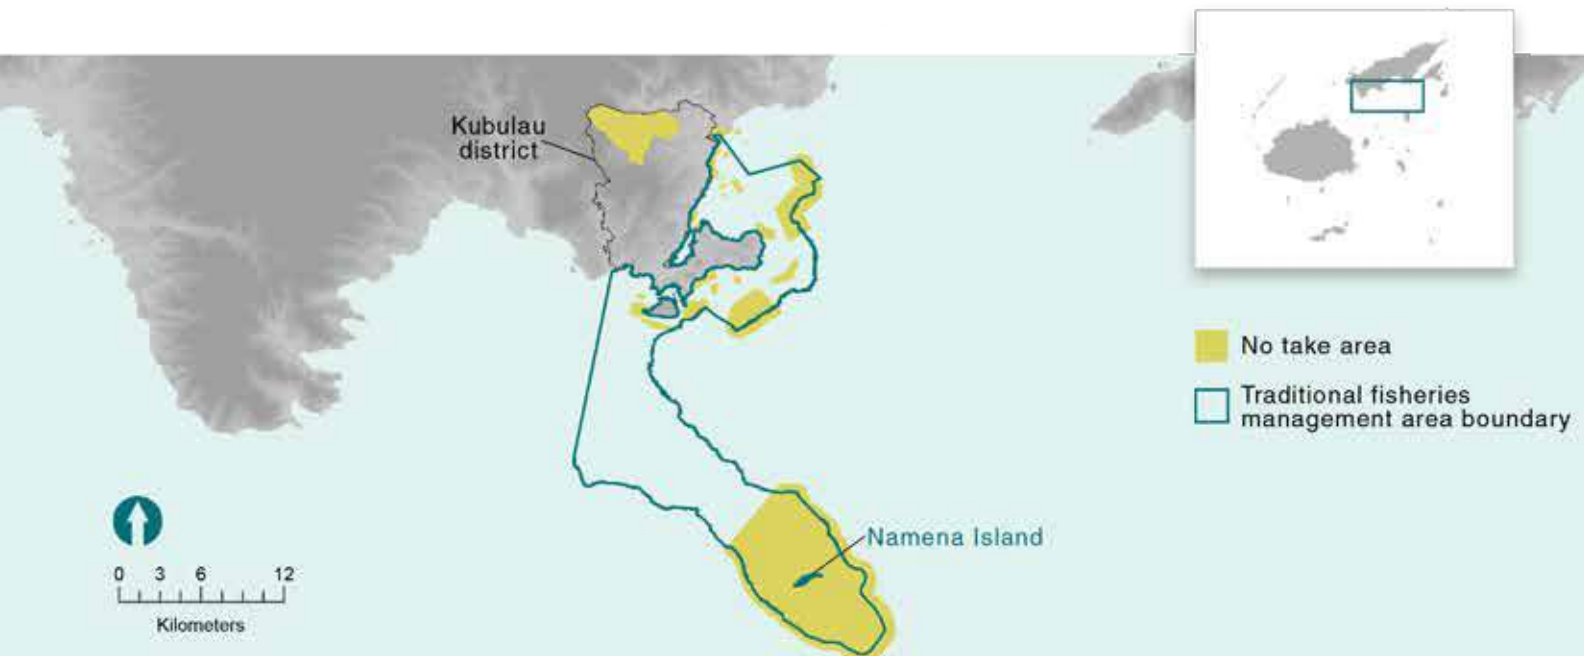 Kubulau
district
No take area
Traditional fisheries
management area boundary
Namena Island
0 3 6 12
Kilometers